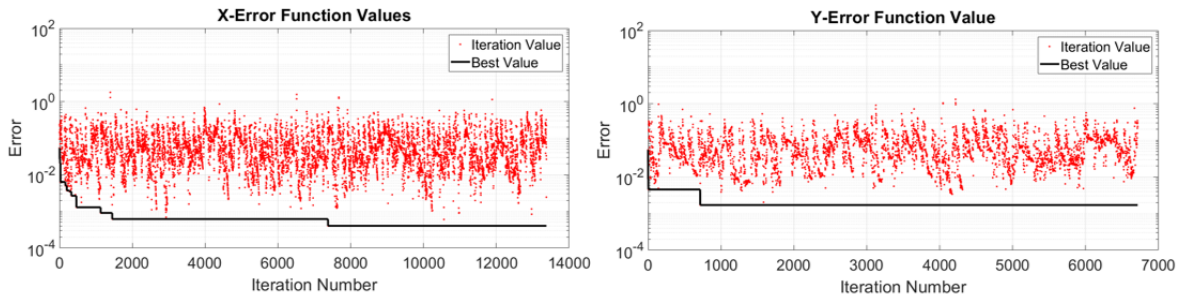 X-Error Function Values
Error
10^2
10^0
10^-2
10^-4
Iteration Value
Best Value
0 2000 4000 6000 8000 10000 12000 14000
Iteration Number
Y-Error Function Value
Error
10^2
10^0
10^-2
10^-4
Iteration Value
Best Value
0 1000 2000 3000 4000 5000 6000 7000
Iteration Number